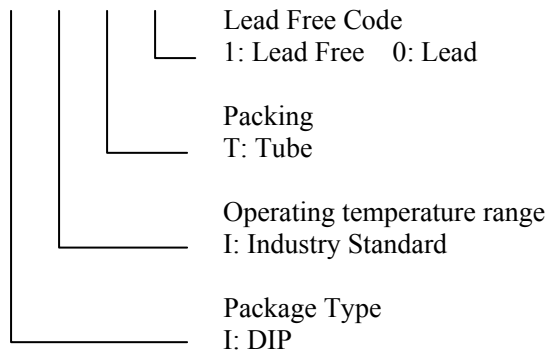 Lead Free Code
1: Lead Free 0: Lead
Packing
T: Tube
Operating temperature range
I: Industry Standard
Package Type
I: DIP